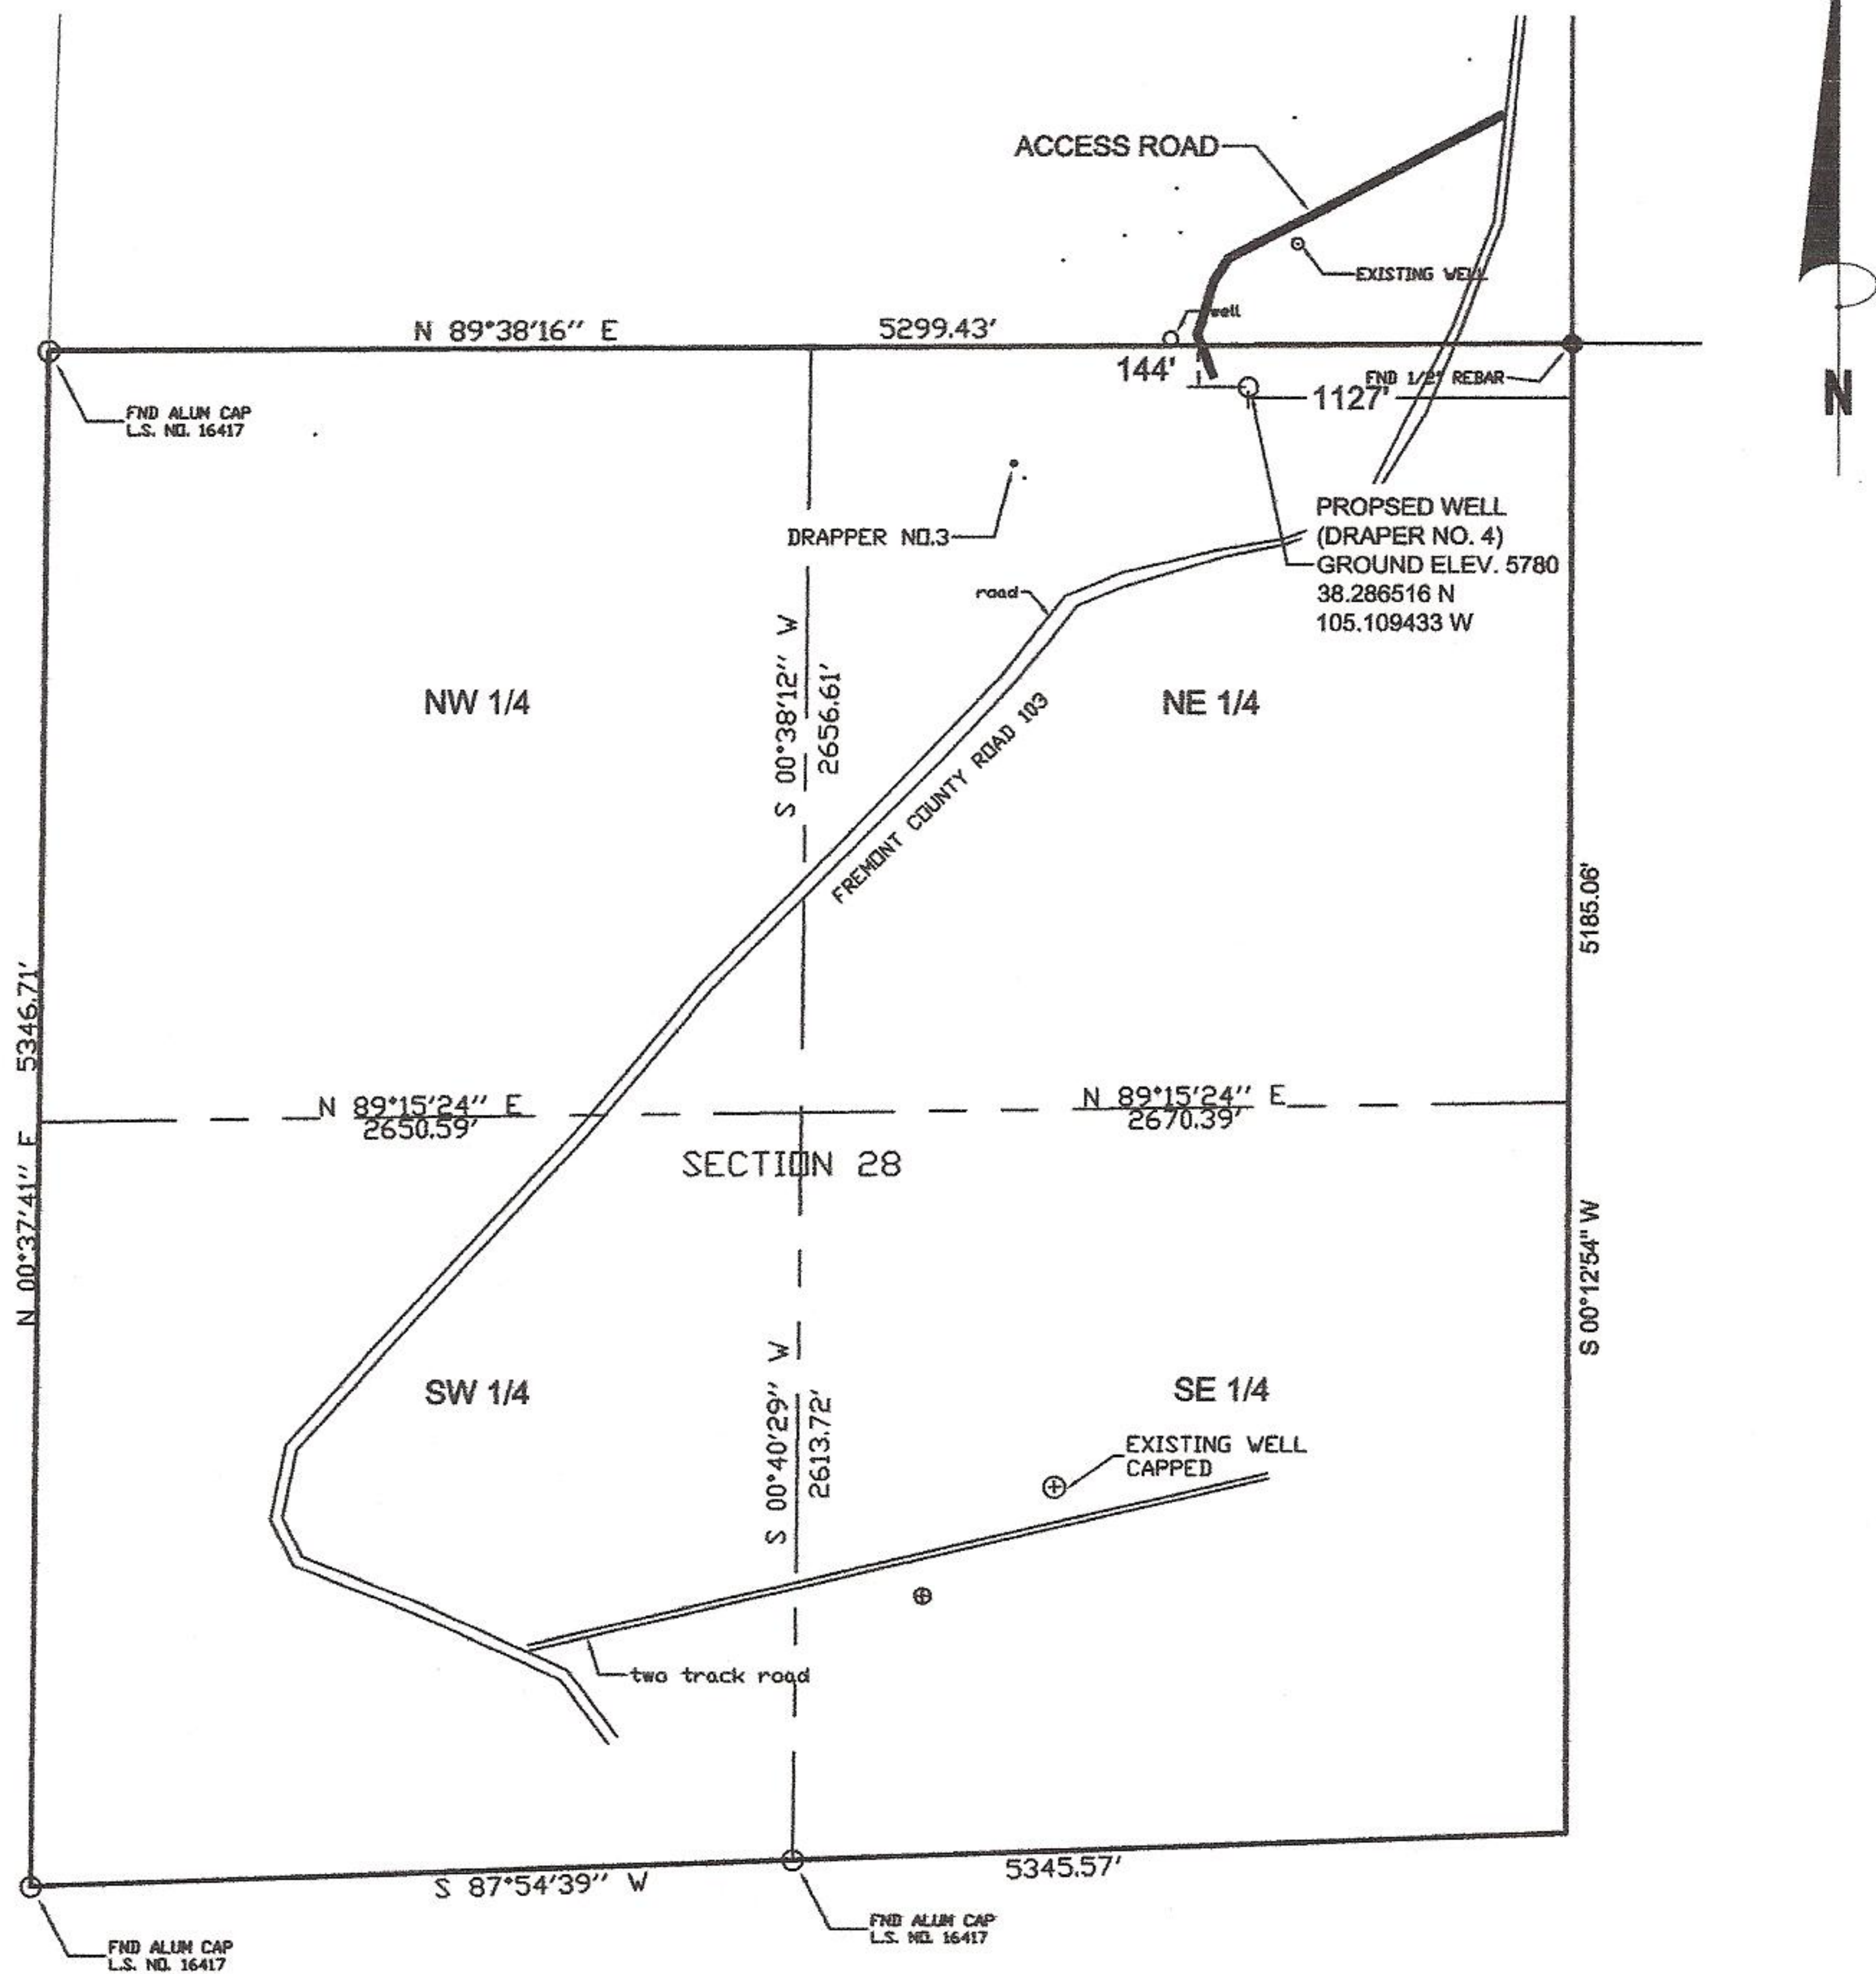 ACCESS ROAD
EXISTING WELL
well
N 89°38'16'' E
5299.43'
144'
FND 1/2" REBAR
1127'
N
FND ALUM CAP
L.S. NO. 16417
DRAPPER NO.3
PROPSED WELL
(DRAPER NO. 4)
GROUND ELEV. 5780
38.286516 N
105.109433 W
road
S 00°38'12'' W
2656.61'
NW 1/4
NE 1/4
FREMONT COUNTY ROAD 103
5185.06'
N 00°37'41'' E 5346.71'
N 89°15'24'' E
2650.59'
N 89°15'24'' E
2670.39'
SECTION 28
S 00°12'54" W
SW 1/4
SE 1/4
S 00°40'29'' W
2613.72'
EXISTING WELL
CAPPED
two track road
S 87°54'39'' W
5345.57'
FND ALUM CAP
L.S. NO. 16417
FND ALUM CAP
L.S. NO. 16417